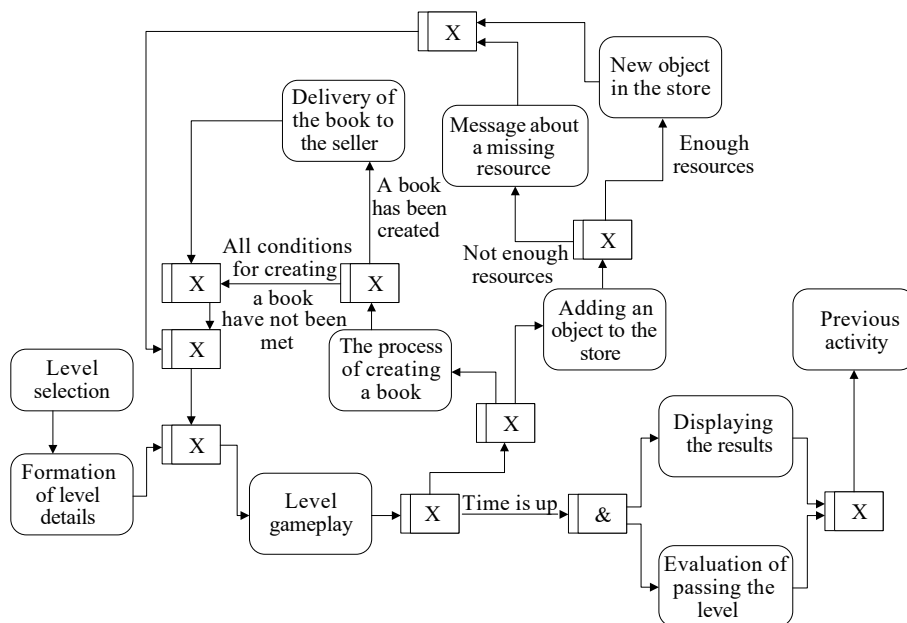 X
New object
in the store
Delivery of
the book to
the seller
Message about
a missing
resource
Enough
resources
A book
has been
created
X
Not enough
resources
All conditions
for creating
X
X
a book
have not been
met
Adding an
object to the
store
Previous
activity
X
The process
of creating
a book
Level
selection
X
Displaying
the results
X
Formation
of level
details
Level
gameplay
X
Time is up
&
X
Evaluation of
passing the
level